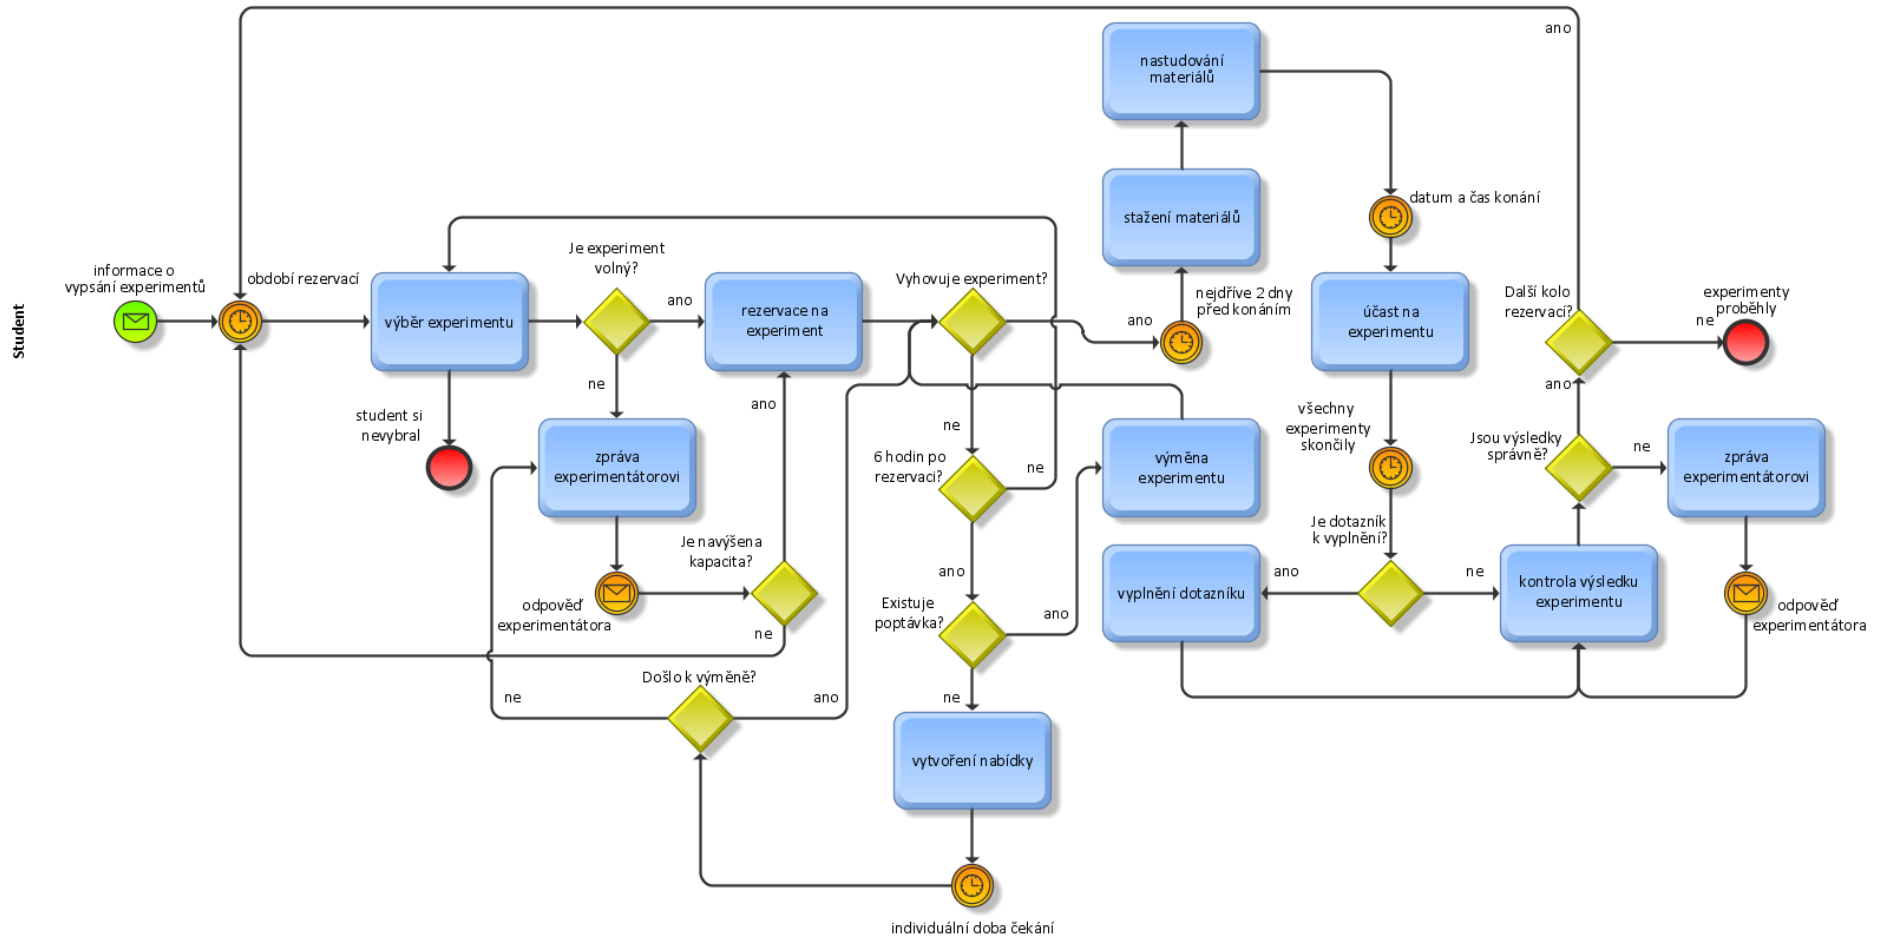 Student
informace o
vypsání experimentů
období rezervací
výběr experimentu
student si
nevybral
Je experiment
volný?
ano
ne
zpráva
experimentátorovi
odpověď
experimentátora
rezervace na
experiment
ano
Je navýšena
kapacita?
ne
Došlo k výměně?
ne
ano
Vyhovuje experiment?
ano
ne
6 hodin po
rezervaci?
ne
ano
Existuje
poptávka?
ano
ne
vytvoření nabídky
individuální doba čekání
výměna
experimentu
nejdříve 2 dny
před konáním
stažení materiálů
nastudování
materiálů
datum a čas konání
účast na
experimentu
všechny
experimenty
skončily
Je dotazník
k vyplnění?
ano
ne
vyplnění dotazníku
kontrola výsledku
experimentu
Jsou výsledky
správně?
ano
ne
zpráva
experimentátorovi
odpověď
experimentátora
Další kolo
rezervací?
ano
ne
experimenty
proběhly